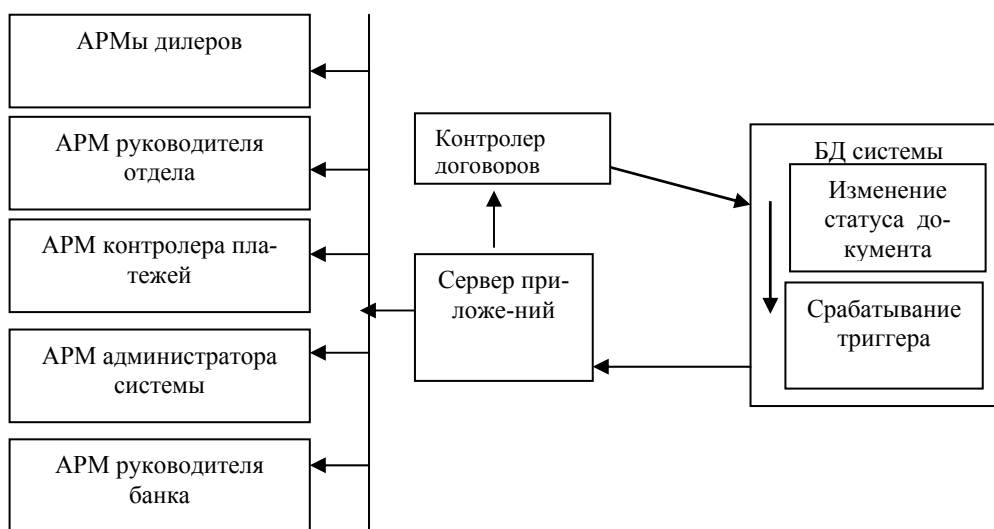 АРМы дилеров
АРМ руководителя
отдела
АРМ контролера пла-
тежей
АРМ администратора
системы
АРМ руководителя
банка
Контролер
договоров
Сервер при-
ложе-ний
БД системы
Изменение
статуса до-
кумента
Срабатывание
триггера